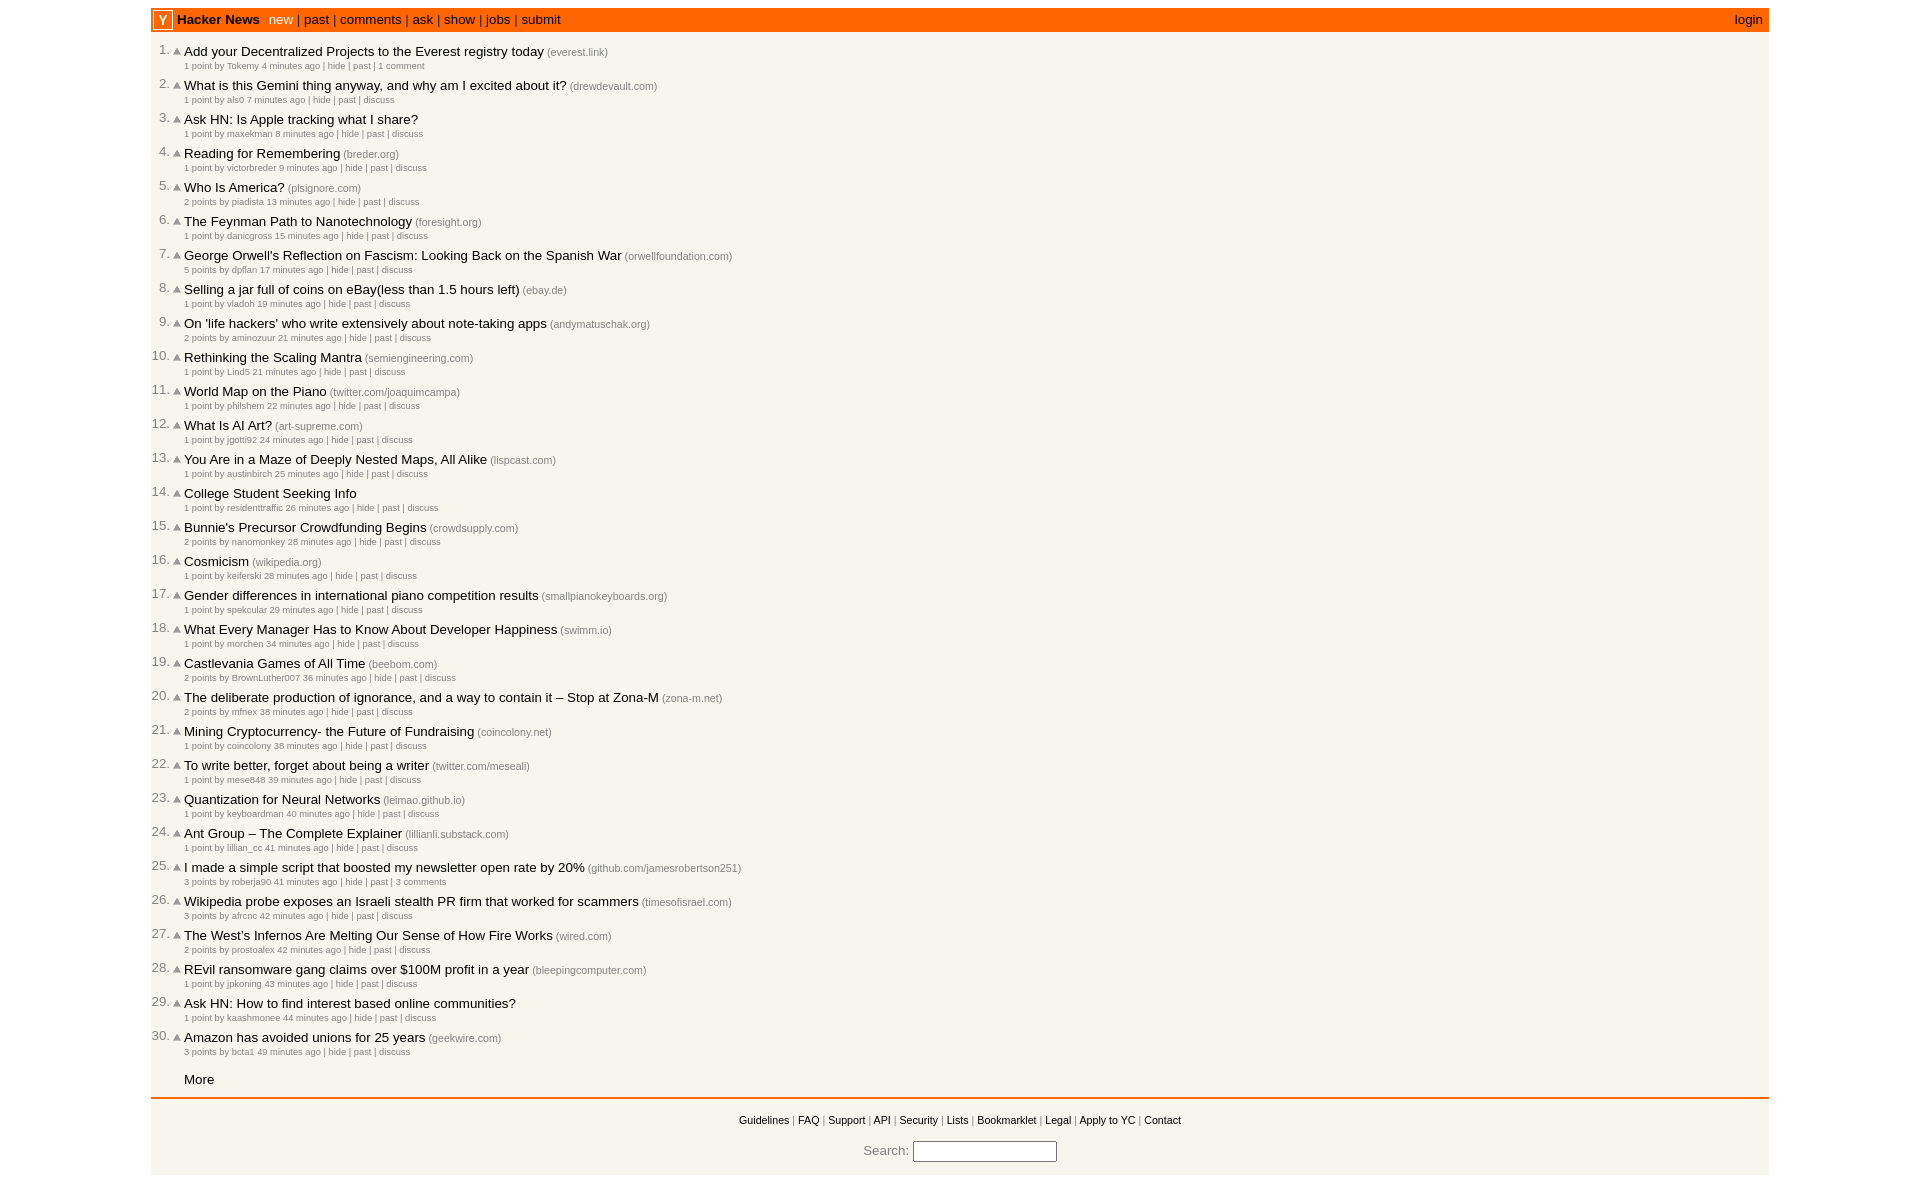 Y Hacker News new | past | comments | ask | show | jobs | submit login
1. Add your Decentralized Projects to the Everest registry today (everest.link)
1 point by Tokemy 4 minutes ago | hide | past | 1 comment
2. What is this Gemini thing anyway, and why am I excited about it? (drewdevault.com)
1 point by als0 7 minutes ago | hide | past | discuss
3. Ask HN: Is Apple tracking what I share?
1 point by maxekman 8 minutes ago | hide | past | discuss
4. Reading for Remembering (breder.org)
1 point by victorbreder 9 minutes ago | hide | past | discuss
5. Who Is America? (plsignore.com)
2 points by piadista 13 minutes ago | hide | past | discuss
6. The Feynman Path to Nanotechnology (foresight.org)
1 point by danicgross 15 minutes ago | hide | past | discuss
7. George Orwell's Reflection on Fascism: Looking Back on the Spanish War (orwellfoundation.com)
5 points by dpflan 17 minutes ago | hide | past | discuss
8. Selling a jar full of coins on eBay(less than 1.5 hours left) (ebay.de)
1 point by vladoh 19 minutes ago | hide | past | discuss
9. On 'life hackers' who write extensively about note-taking apps (andymatuschak.org)
2 points by aminozuur 21 minutes ago | hide | past | discuss
10. Rethinking the Scaling Mantra (semiengineering.com)
1 point by Lind5 21 minutes ago | hide | past | discuss
11. World Map on the Piano (twitter.com/joaquimcampa)
1 point by philshem 22 minutes ago | hide | past | discuss
12. What Is AI Art? (art-supreme.com)
1 point by jgotti92 24 minutes ago | hide | past | discuss
13. You Are in a Maze of Deeply Nested Maps, All Alike (lispcast.com)
1 point by austinbirch 25 minutes ago | hide | past | discuss
14. College Student Seeking Info
1 point by residenttraffic 26 minutes ago | hide | past | discuss
15. Bunnie's Precursor Crowdfunding Begins (crowdsupply.com)
2 points by nanomonkey 28 minutes ago | hide | past | discuss
16. Cosmicism (wikipedia.org)
1 point by keiferski 28 minutes ago | hide | past | discuss
17. Gender differences in international piano competition results (smallpianokeyboards.org)
1 point by spekcular 29 minutes ago | hide | past | discuss
18. What Every Manager Has to Know About Developer Happiness (swimm.io)
1 point by morchen 34 minutes ago | hide | past | discuss
19. Castlevania Games of All Time (beebom.com)
2 points by BrownLuther007 36 minutes ago | hide | past | discuss
20. The deliberate production of ignorance, and a way to contain it – Stop at Zona-M (zona-m.net)
2 points by mfnex 38 minutes ago | hide | past | discuss
21. Mining Cryptocurrency- the Future of Fundraising (coincolony.net)
1 point by coincolony 38 minutes ago | hide | past | discuss
22. To write better, forget about being a writer (twitter.com/meseali)
1 point by mese848 39 minutes ago | hide | past | discuss
23. Quantization for Neural Networks (leimao.github.io)
1 point by keyboardman 40 minutes ago | hide | past | discuss
24. Ant Group – The Complete Explainer (lillianli.substack.com)
1 point by lillian_cc 41 minutes ago | hide | past | discuss
25. I made a simple script that boosted my newsletter open rate by 20% (github.com/jamesrobertson251)
3 points by roberja90 41 minutes ago | hide | past | 3 comments
26. Wikipedia probe exposes an Israeli stealth PR firm that worked for scammers (timesofisrael.com)
3 points by afrcnc 42 minutes ago | hide | past | discuss
27. The West’s Infernos Are Melting Our Sense of How Fire Works (wired.com)
2 points by prostoalex 42 minutes ago | hide | past | discuss
28. REvil ransomware gang claims over $100M profit in a year (bleepingcomputer.com)
1 point by jpkoning 43 minutes ago | hide | past | discuss
29. Ask HN: How to find interest based online communities?
1 point by kaashmonee 44 minutes ago | hide | past | discuss
30. Amazon has avoided unions for 25 years (geekwire.com)
3 points by bcta1 49 minutes ago | hide | past | discuss
More
Guidelines | FAQ | Support | API | Security | Lists | Bookmarklet | Legal | Apply to YC | Contact
Search: